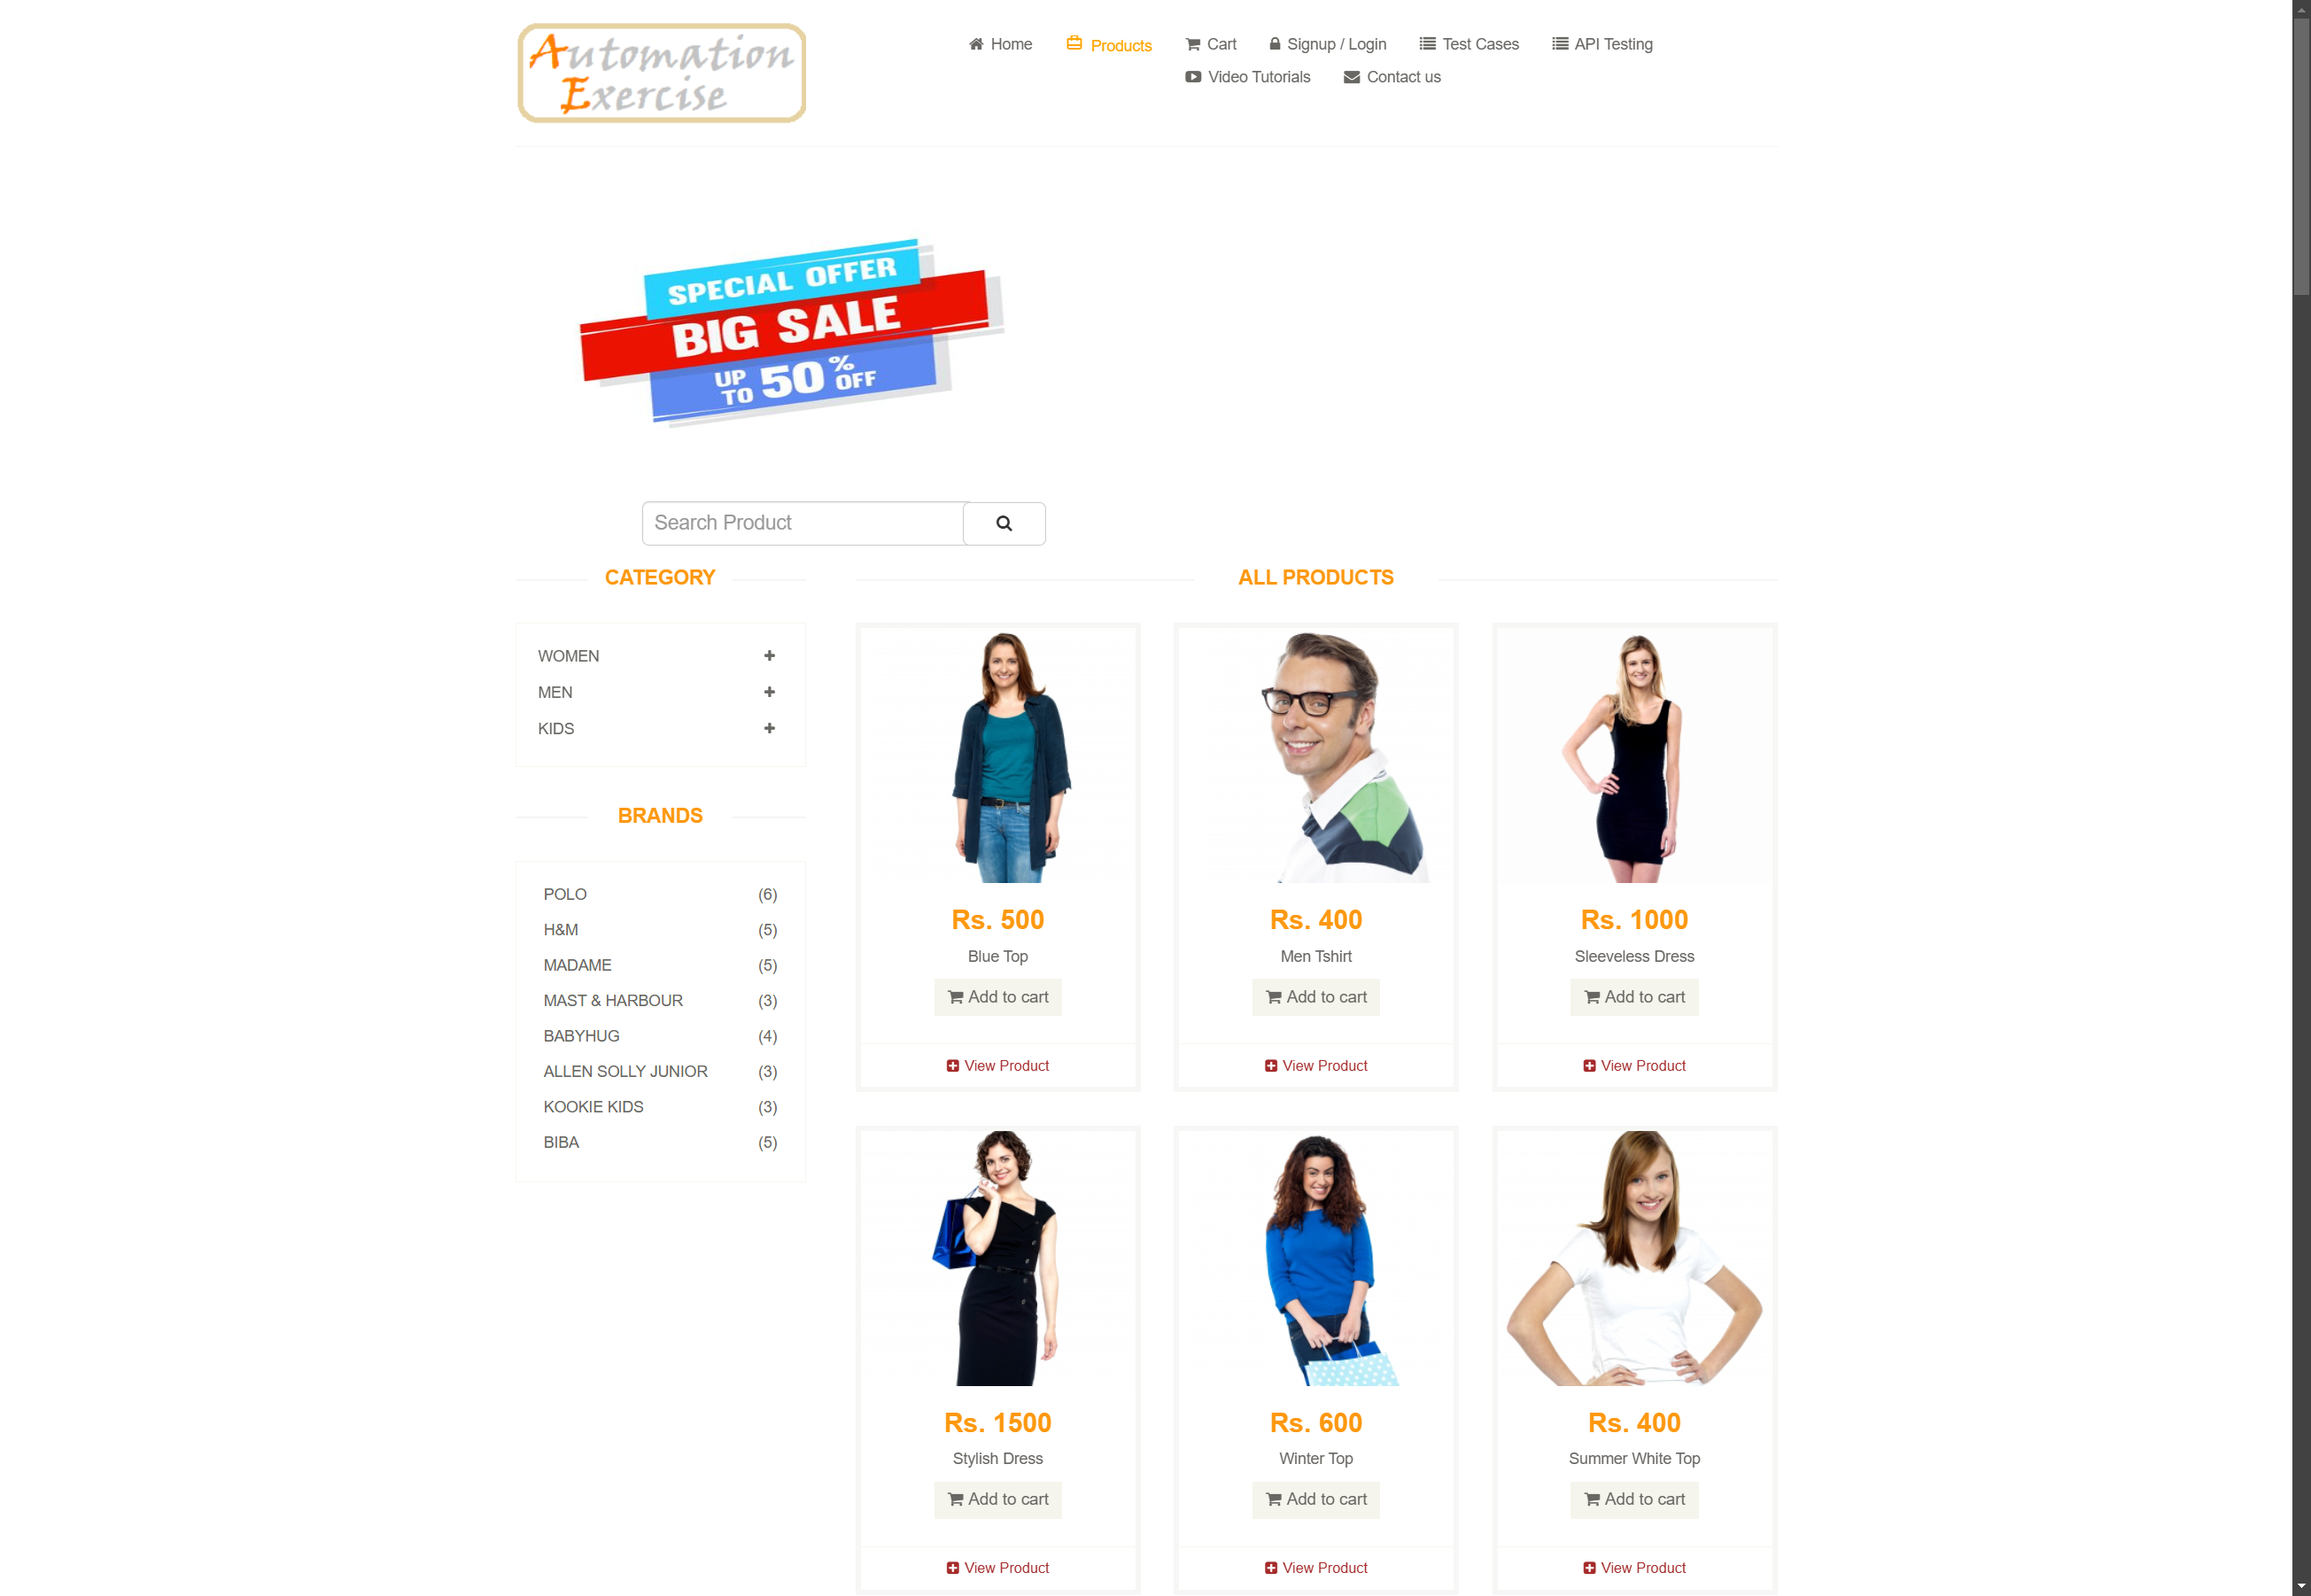 Automation
Exercise
Home Products Cart Signup / Login Test Cases API Testing
Video Tutorials Contact us
SPECIAL OFFER
BIG SALE
UP TO 50% OFF
Search Product
CATEGORY
WOMEN
MEN
KIDS
BRANDS
POLO (6)
H&M (5)
MADAME (5)
MAST & HARBOUR (3)
BABYHUG (4)
ALLEN SOLLY JUNIOR (3)
KOOKIE KIDS (3)
BIBA (5)
ALL PRODUCTS
Rs. 500
Blue Top
Add to cart
View Product
Rs. 400
Men Tshirt
Add to cart
View Product
Rs. 1000
Sleeveless Dress
Add to cart
View Product
Rs. 1500
Stylish Dress
Add to cart
View Product
Rs. 600
Winter Top
Add to cart
View Product
Rs. 400
Summer White Top
Add to cart
View Product